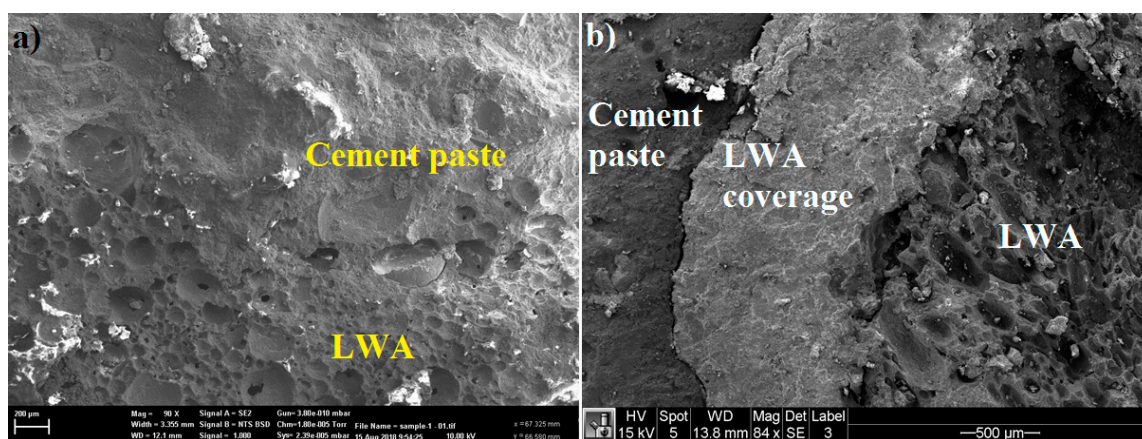 a)
Cement paste
LWA
200 µm
Mag = 90 X Signal A = SE2 Gun= 3.80e-010 mbar
Width = 3.355 mm Signal B = NTS BSD Chm= 1.80e-005 Torr File Name = sample-1 - 01.tif x = 67.325 mm
WD = 12.1 mm Signal = 1.000 Sys= 2.39e-005 mbar 15 Aug 2018 9:54:25 10.00 kV y = 66.580 mm
b)
Cement
paste
LWA
coverage
LWA
HV Spot WD Mag Det Label
15 kV 5 13.8 mm 84x SE 3 500 µm